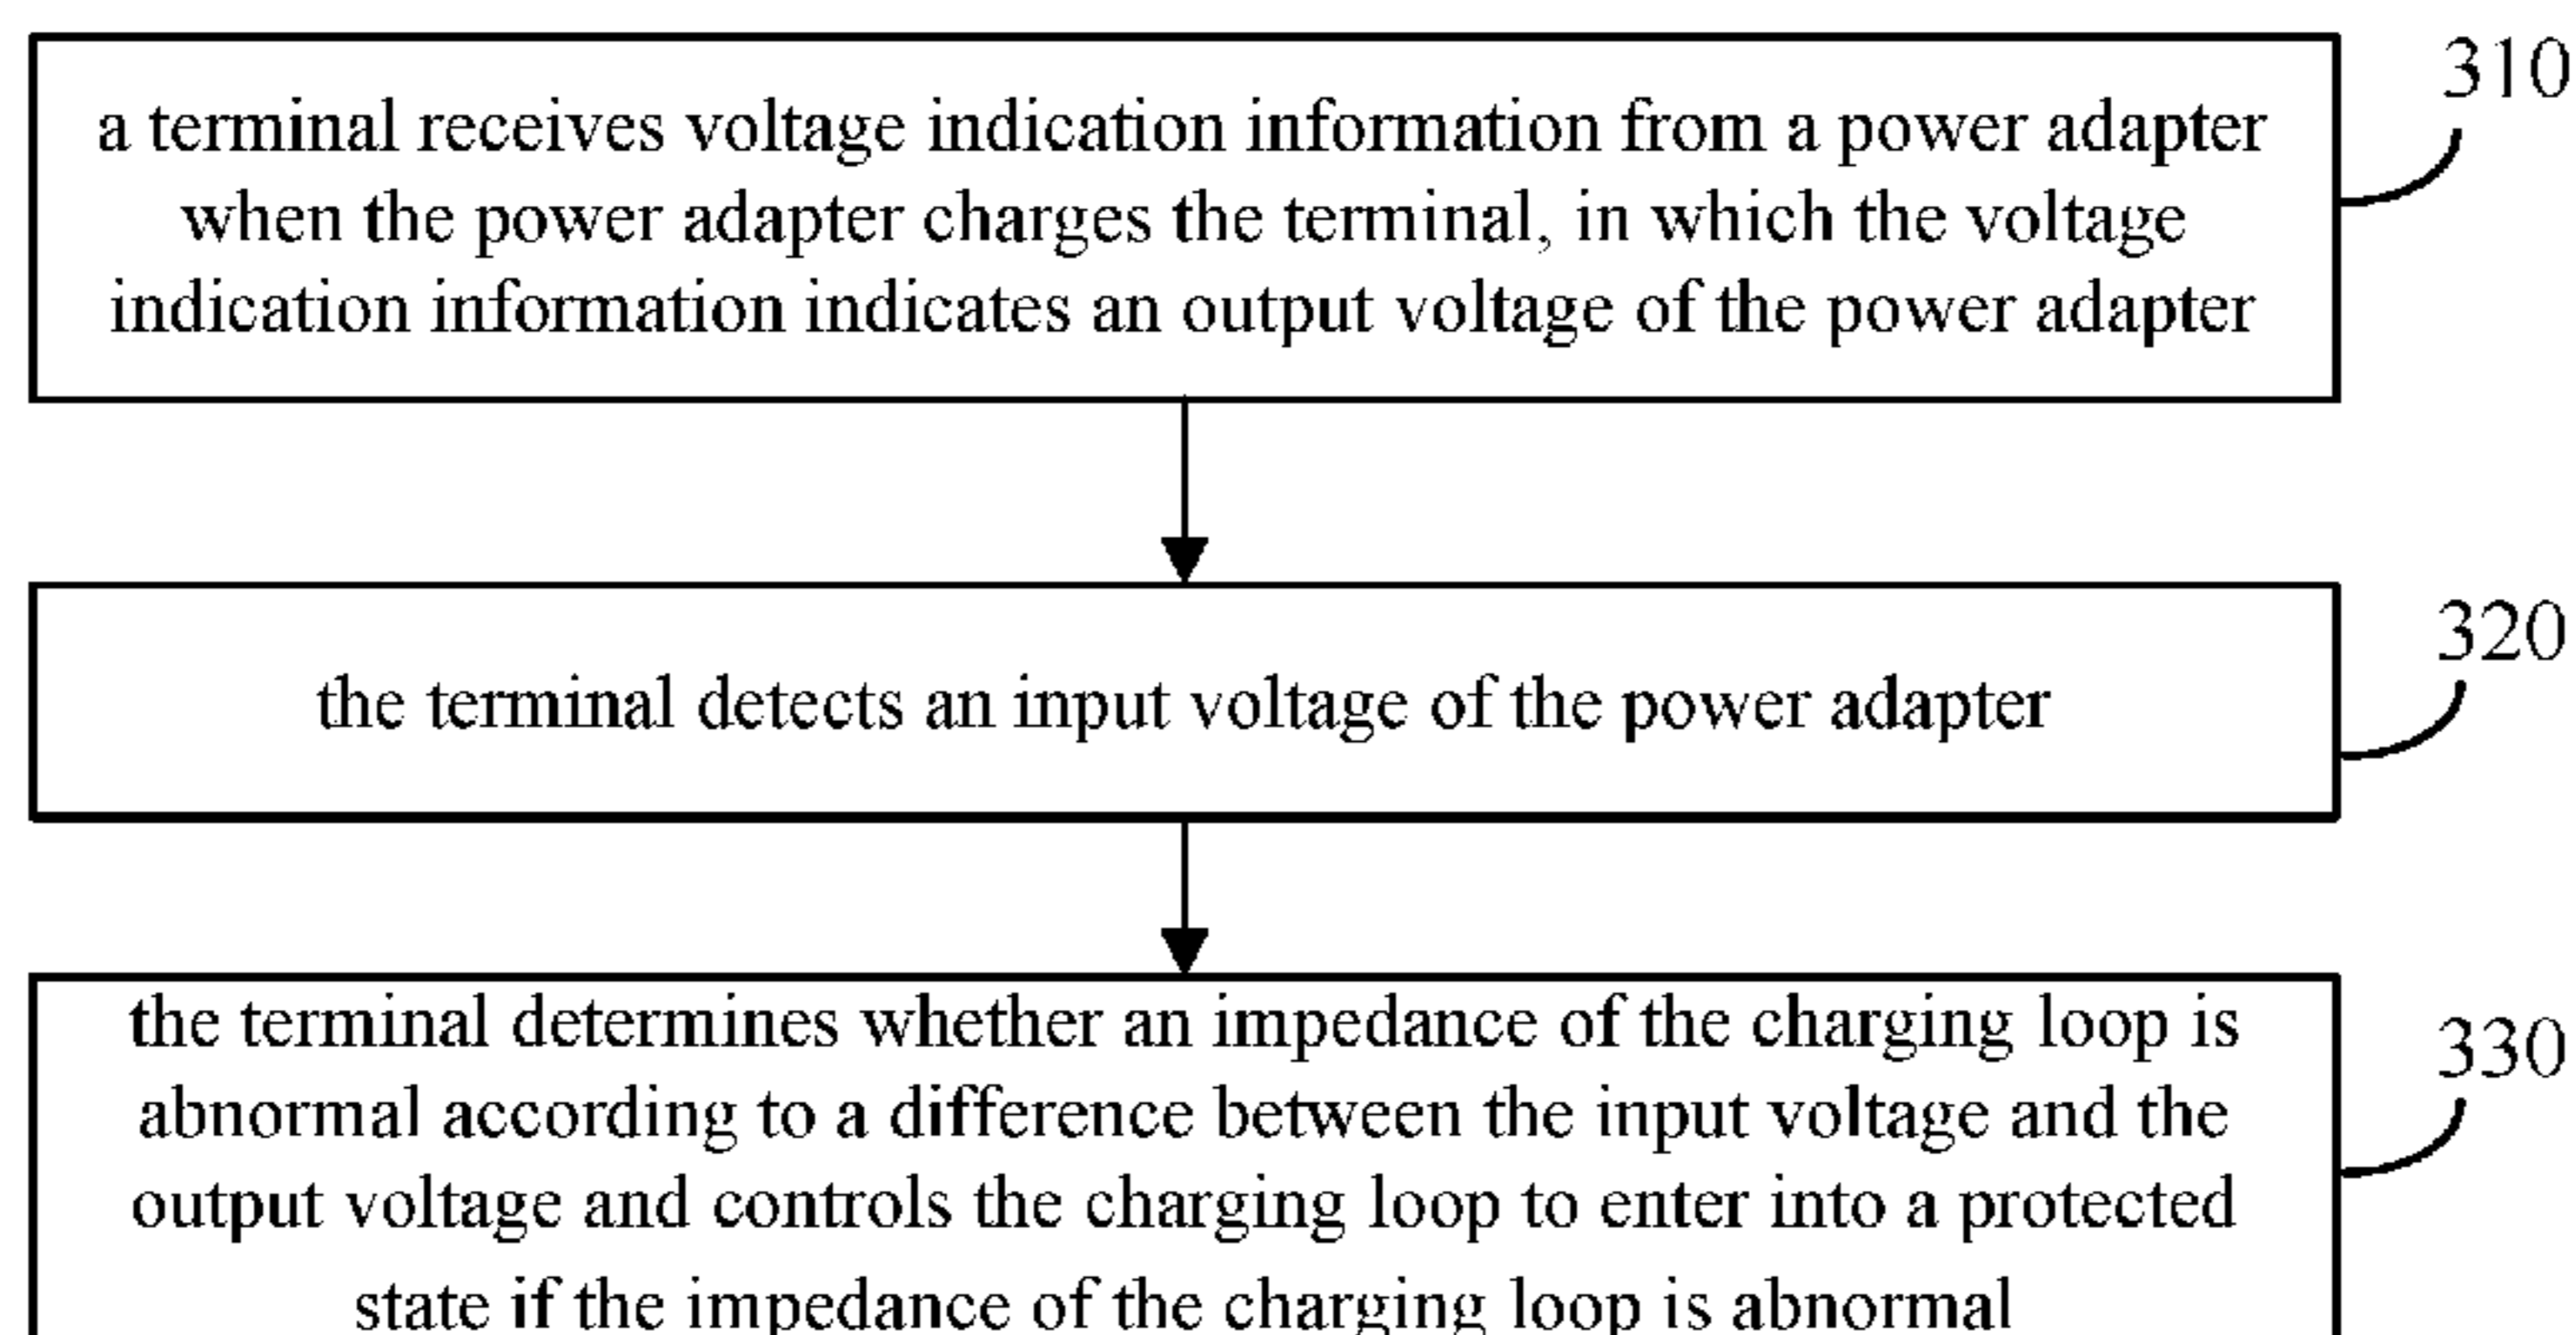 310
a terminal receives voltage indication information from a power adapter
when the power adapter charges the terminal, in which the voltage
indication information indicates an output voltage of the power adapter
320
the terminal detects an input voltage of the power adapter
330
the terminal determines whether an impedance of the charging loop is
abnormal according to a difference between the input voltage and the
output voltage and controls the charging loop to enter into a protected
state if the impedance of the charging loop is abnormal